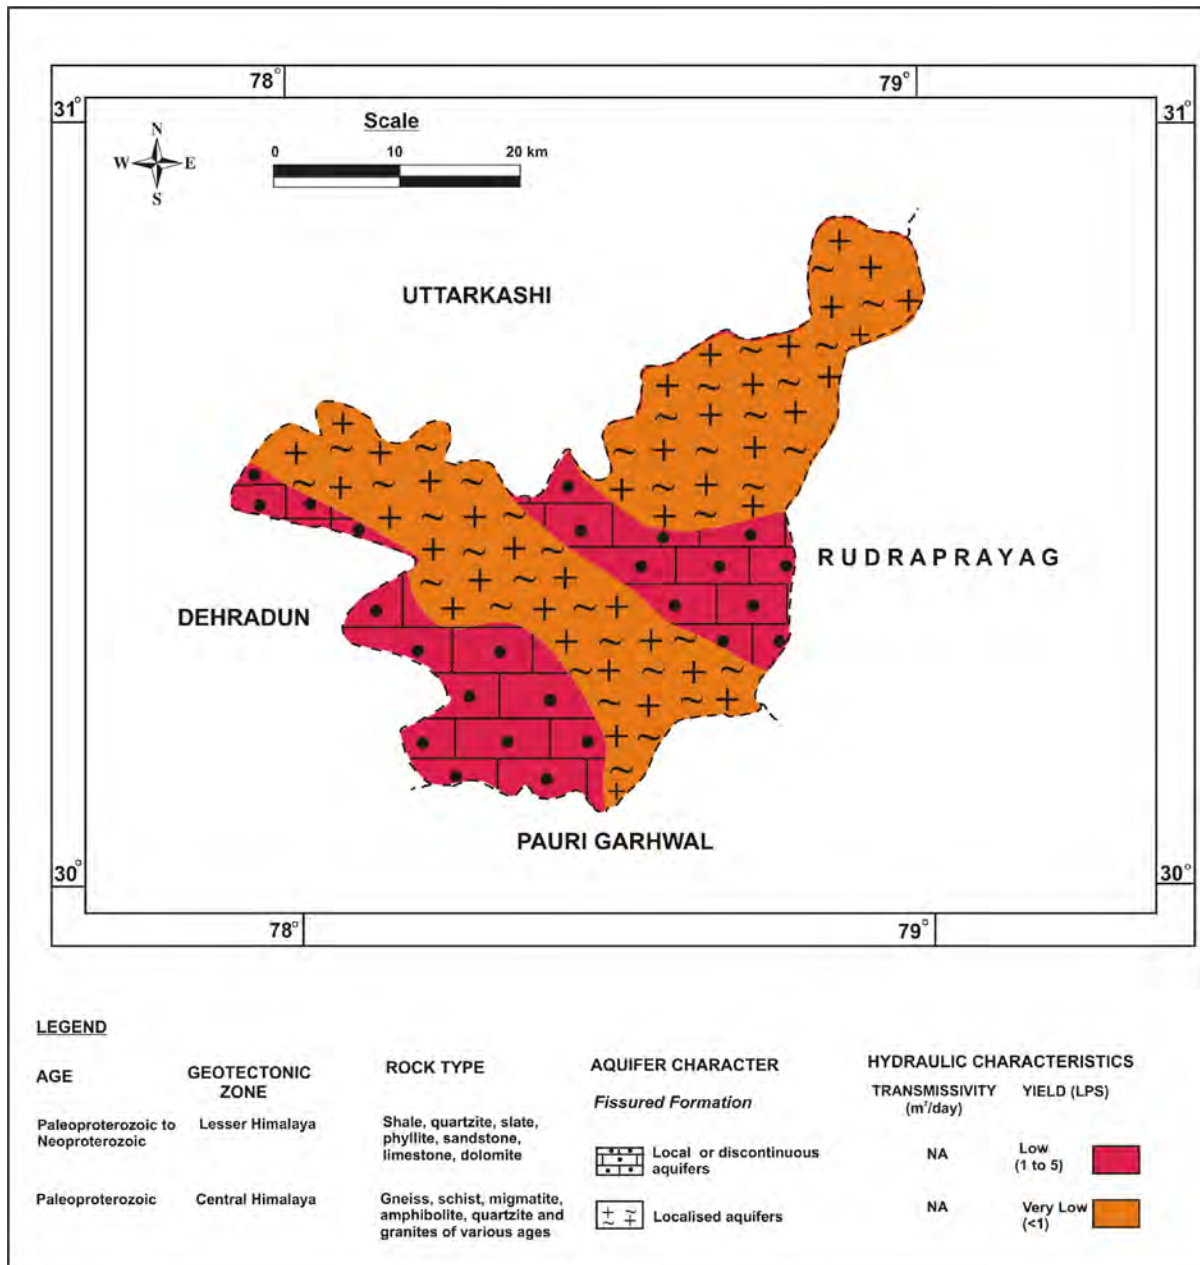 78°
79°
31°
31°
N
W E
S
Scale
0 10 20 km
UTTARKASHI
RUDRAPRAYAG
DEHRADUN
PAURI GARHWAL
30°
30°
78°
79°
LEGEND
AGE
GEOTECTONIC
ZONE
ROCK TYPE
AQUIFER CHARACTER
HYDRAULIC CHARACTERISTICS
Fissured Formation
TRANSMISSIVITY
(m²/day)
YIELD (LPS)
Paleoproterozoic to
Neoproterozoic
Lesser Himalaya
Shale, quartzite, slate,
phyllite, sandstone,
limestone, dolomite
Local or discontinuous
aquifers
NA
Low
(1 to 5)
Paleoproterozoic
Central Himalaya
Gneiss, schist, migmatite,
amphibolite, quartzite and
granites of various ages
Localised aquifers
NA
Very Low
(<1)